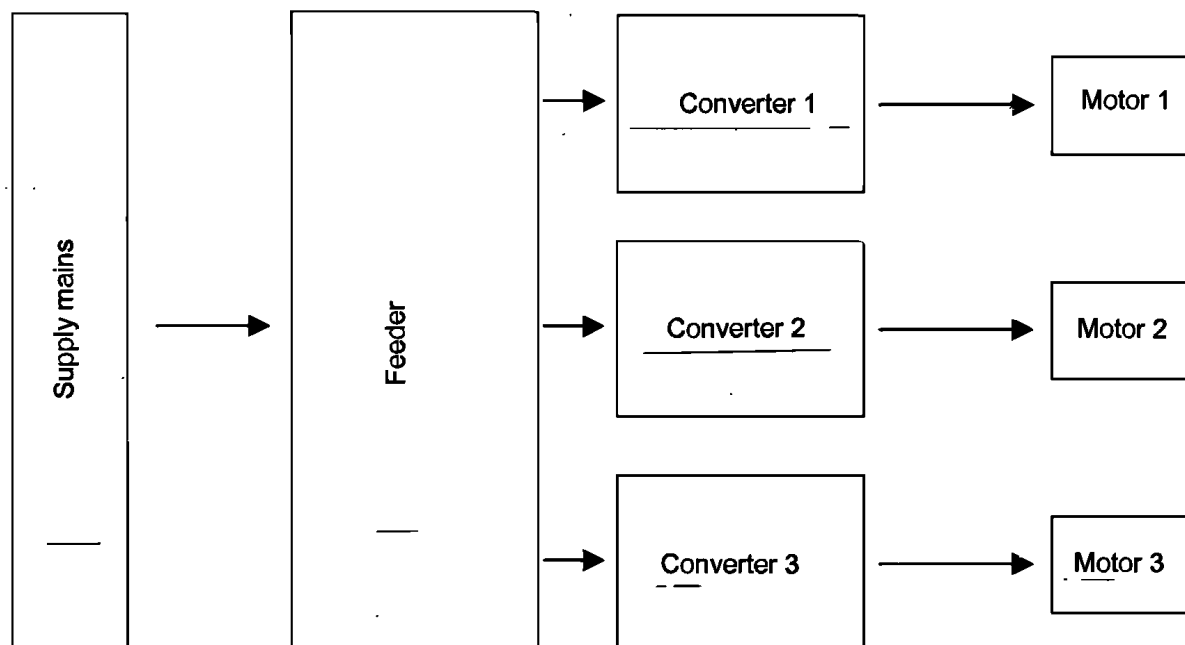 Supply mains
Feeder
Converter 1
Motor 1
Converter 2
Motor 2
Converter 3
Motor 3